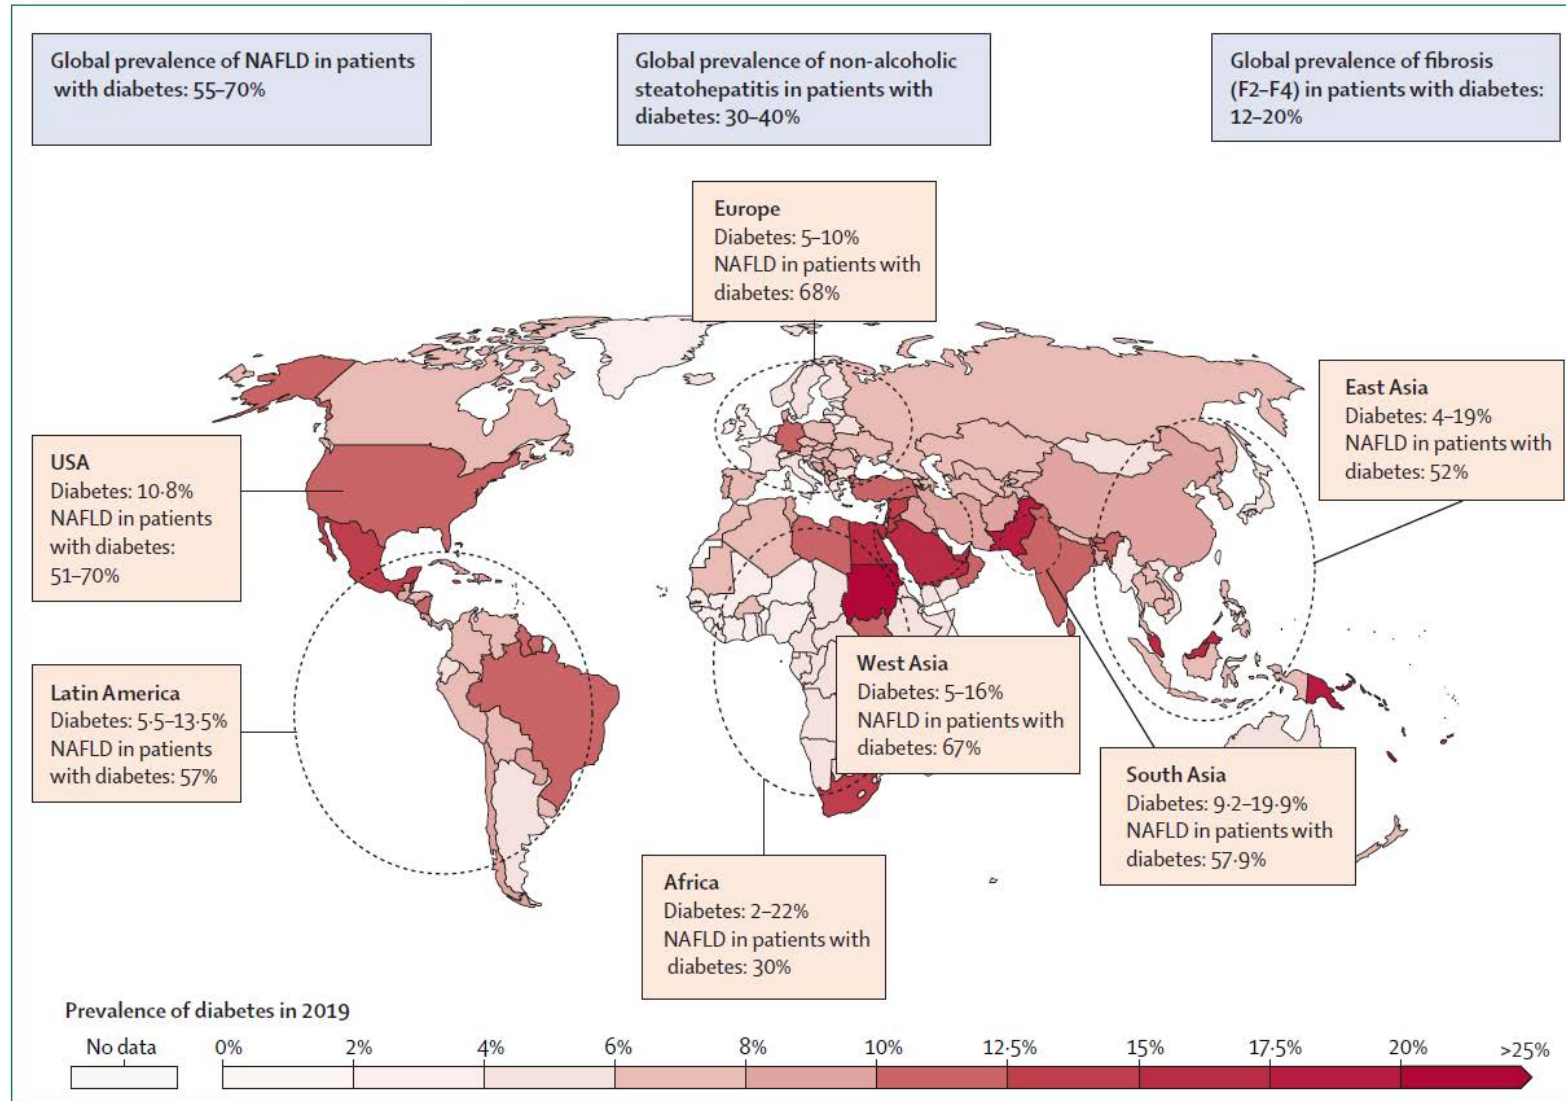 Global prevalence of NAFLD in patients
with diabetes: 55–70%
Global prevalence of non-alcoholic
steatohepatitis in patients with
diabetes: 30–40%
Global prevalence of fibrosis
(F2–F4) in patients with diabetes:
12–20%
Europe
Diabetes: 5–10%
NAFLD in patients with
diabetes: 68%
East Asia
Diabetes: 4–19%
NAFLD in patients with
diabetes: 52%
USA
Diabetes: 10·8%
NAFLD in patients
with diabetes:
51–70%
West Asia
Diabetes: 5–16%
NAFLD in patients with
diabetes: 67%
Latin America
Diabetes: 5·5–13·5%
NAFLD in patients
with diabetes: 57%
South Asia
Diabetes: 9·2–19·9%
NAFLD in patients with
diabetes: 57·9%
Africa
Diabetes: 2–22%
NAFLD in patients with
diabetes: 30%
Prevalence of diabetes in 2019
No data 0% 2% 4% 6% 8% 10% 12·5% 15% 17·5% 20% >25%